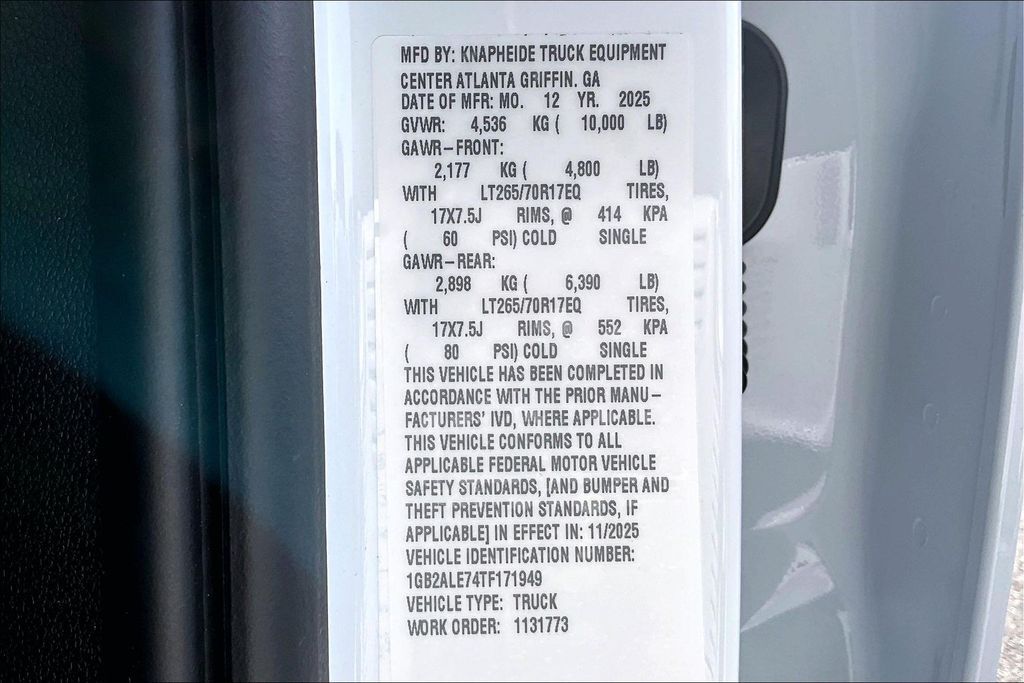 MFD BY: KNAPHEIDE TRUCK EQUIPMENT
CENTER ATLANTA GRIFFIN. GA
DATE OF MFR: MO. 12 YR. 2025
GVWR: 4,536 KG ( 10,000 LB)
GAWR-FRONT:
2,177 KG ( 4,800 LB)
WITH LT265/70R17EQ TIRES,
17X7.5J RIMS, @ 414 KPA
( 60 PSI) COLD SINGLE
GAWR-REAR:
2,898 KG ( 6,390 LB)
WITH LT265/70R17EQ TIRES,
17X7.5J RIMS, @ 552 KPA
( 80 PSI) COLD SINGLE
THIS VEHICLE HAS BEEN COMPLETED IN
ACCORDANCE WITH THE PRIOR MANU-
FACTURERS' IVD, WHERE APPLICABLE.
THIS VEHICLE CONFORMS TO ALL
APPLICABLE FEDERAL MOTOR VEHICLE
SAFETY STANDARDS, [AND BUMPER AND
THEFT PREVENTION STANDARDS, IF
APPLICABLE] IN EFFECT IN: 11/2025
VEHICLE IDENTIFICATION NUMBER:
1GB2ALE74TF171949
VEHICLE TYPE: TRUCK
WORK ORDER: 1131773